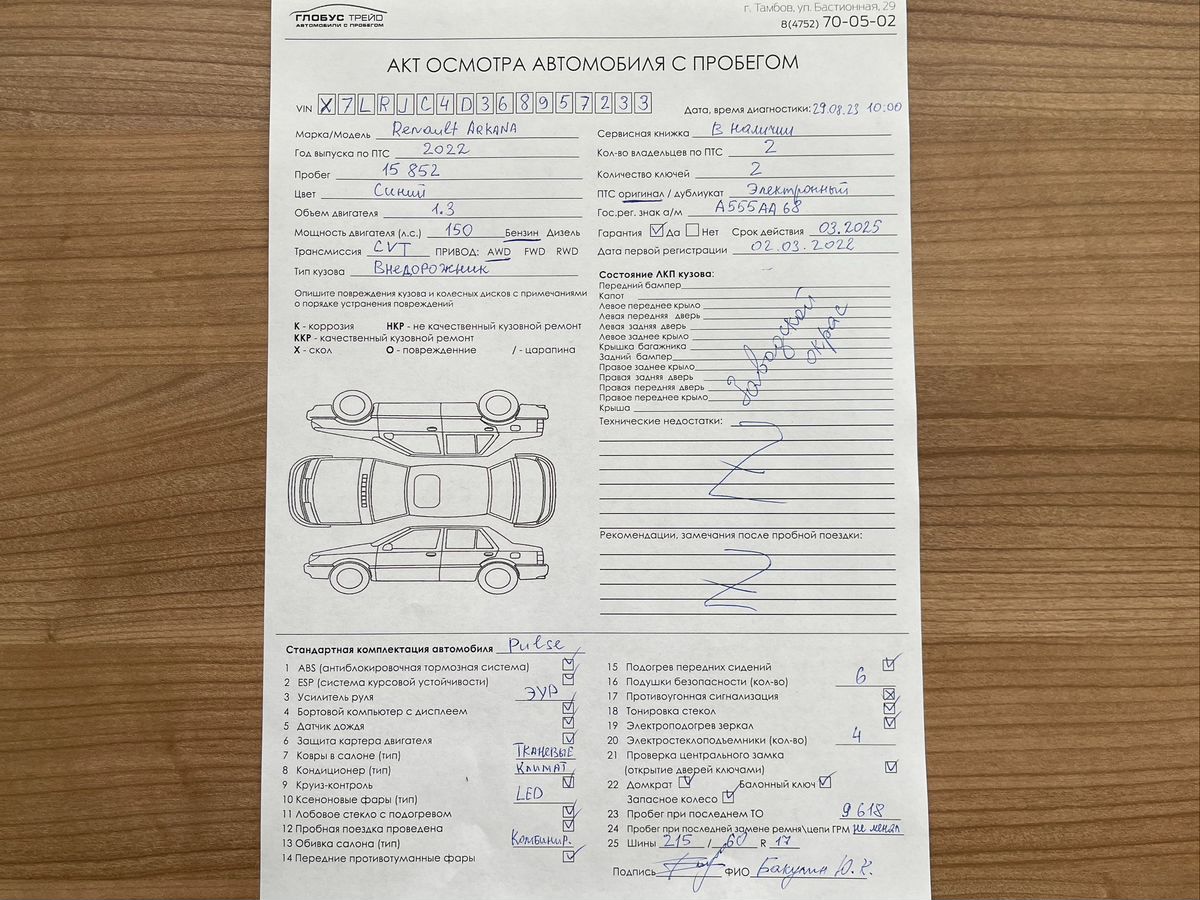 ГЛОБУС ТРЕЙД
АВТОМОБИЛИ С ПРОБЕГОМ
г. Тамбов, ул. Бастионная, 29
8(4752) 70-05-02
АКТ ОСМОТРА АВТОМОБИЛЯ С ПРОБЕГОМ
VIN X7LRJC4D368957233
Дата, время диагностики: 29.08.23 10:00
Марка/Модель Renault ARKANA
Год выпуска по ПТС 2022
Пробег 15 852
Цвет Синий
Объем двигателя 1.3
Мощность двигателя (л.с.) 150 Бензин Дизель
Трансмиссия CVT ПРИВОД: AWD FWD RWD
Тип кузова Внедорожник
Сервисная книжка В наличии
Кол-во владельцев по ПТС 2
Количество ключей 2
ПТС оригинал / дубликат Электронный
Гос.рег. знак а/м А555АА 68
Гарантия Да Нет Срок действия 03.2025
Дата первой регистрации 02.03.2022
Опишите повреждения кузова и колесных дисков с примечаниями
о порядке устранения повреждений
К - коррозия НКР - не качественный кузовной ремонт
ККР - качественный кузовной ремонт
Х - скол О - повреждение / - царапина
Состояние ЛКП кузова:
Передний бампер
Капот
Левое переднее крыло
Левая передняя дверь
Левая задняя дверь
Левое заднее крыло
Крышка багажника
Задний бампер
Правое заднее крыло
Правая задняя дверь
Правая передняя дверь
Правое переднее крыло
Крыша
Заводской
окрас
Технические недостатки:
Z
Рекомендации, замечания после пробной поездки:
Z
Стандартная комплектация автомобиля Pulse
1 ABS (антиблокировочная тормозная система)
2 ESP (система курсовой устойчивости)
3 Усилитель руля ЭУР
4 Бортовой компьютер с дисплеем
5 Датчик дождя
6 Защита картера двигателя
7 Ковры в салоне (тип) Тканевые
8 Кондиционер (тип) Климат
9 Круиз-контроль
10 Ксеноновые фары (тип) LED
11 Лобовое стекло с подогревом
12 Пробная поездка проведена
13 Обивка салона (тип) Комбинир.
14 Передние противотуманные фары
15 Подогрев передних сидений
16 Подушки безопасности (кол-во) 6
17 Противоугонная сигнализация
18 Тонировка стекол
19 Электроподогрев зеркал
20 Электростеклоподъемники (кол-во) 4
21 Проверка центрального замка
(открытие дверей ключами)
22 Домкрат Балонный ключ
Запасное колесо
23 Пробег при последнем ТО 9 618
24 Пробег при последней замене ремня\цепи ГРМ не менял
25 Шины 215 / 60 R 17
Подпись ФИО Бакулин Ю.К.